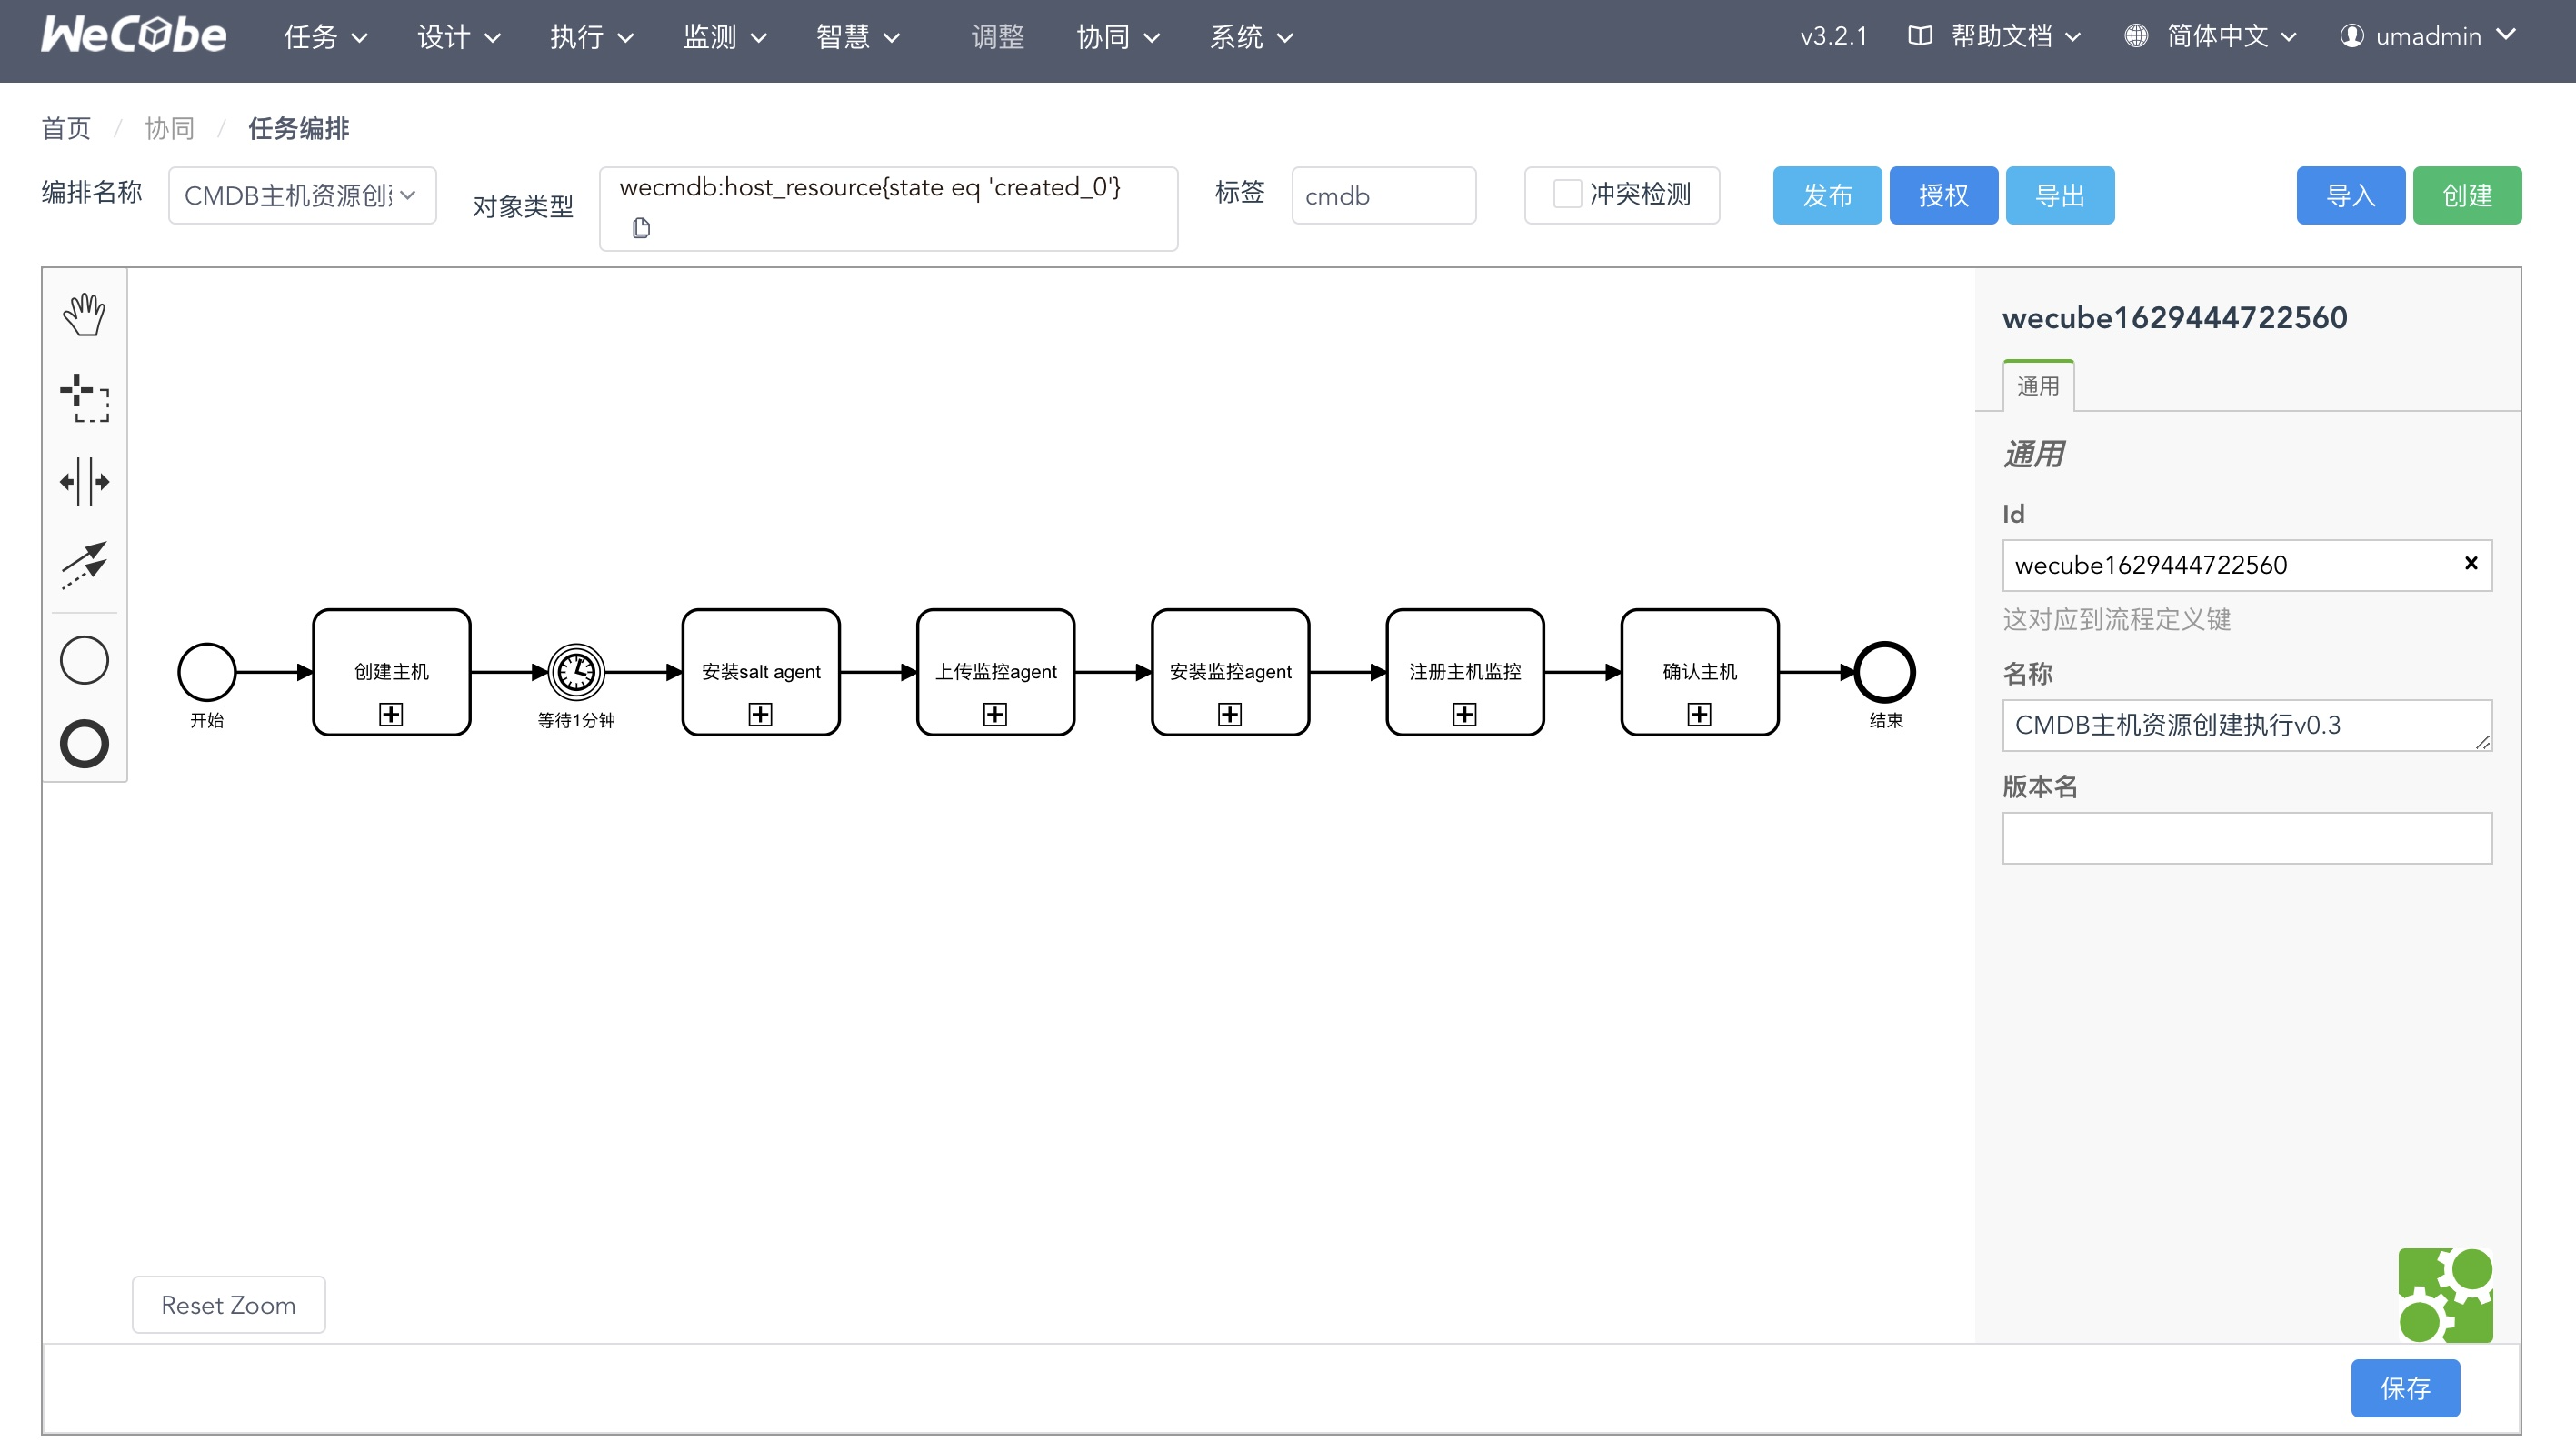 WeCube 任务 设计 执行 监测 智慧 调整 协同 系统 v3.2.1 帮助文档 简体中文 umadmin
首页 / 协同 / 任务编排
编排名称 CMDB主机资源创 对象类型 wecmdb:host_resource{state eq 'created_0'} 标签 cmdb 冲突检测 发布 授权 导出 导入 创建
wecube1629444722560
通用
通用
Id
wecube1629444722560
这对应到流程定义键
名称
CMDB主机资源创建执行v0.3
版本名
开始
创建主机
等待1分钟
安装salt agent
上传监控agent
安装监控agent
注册主机监控
确认主机
结束
Reset Zoom
保存